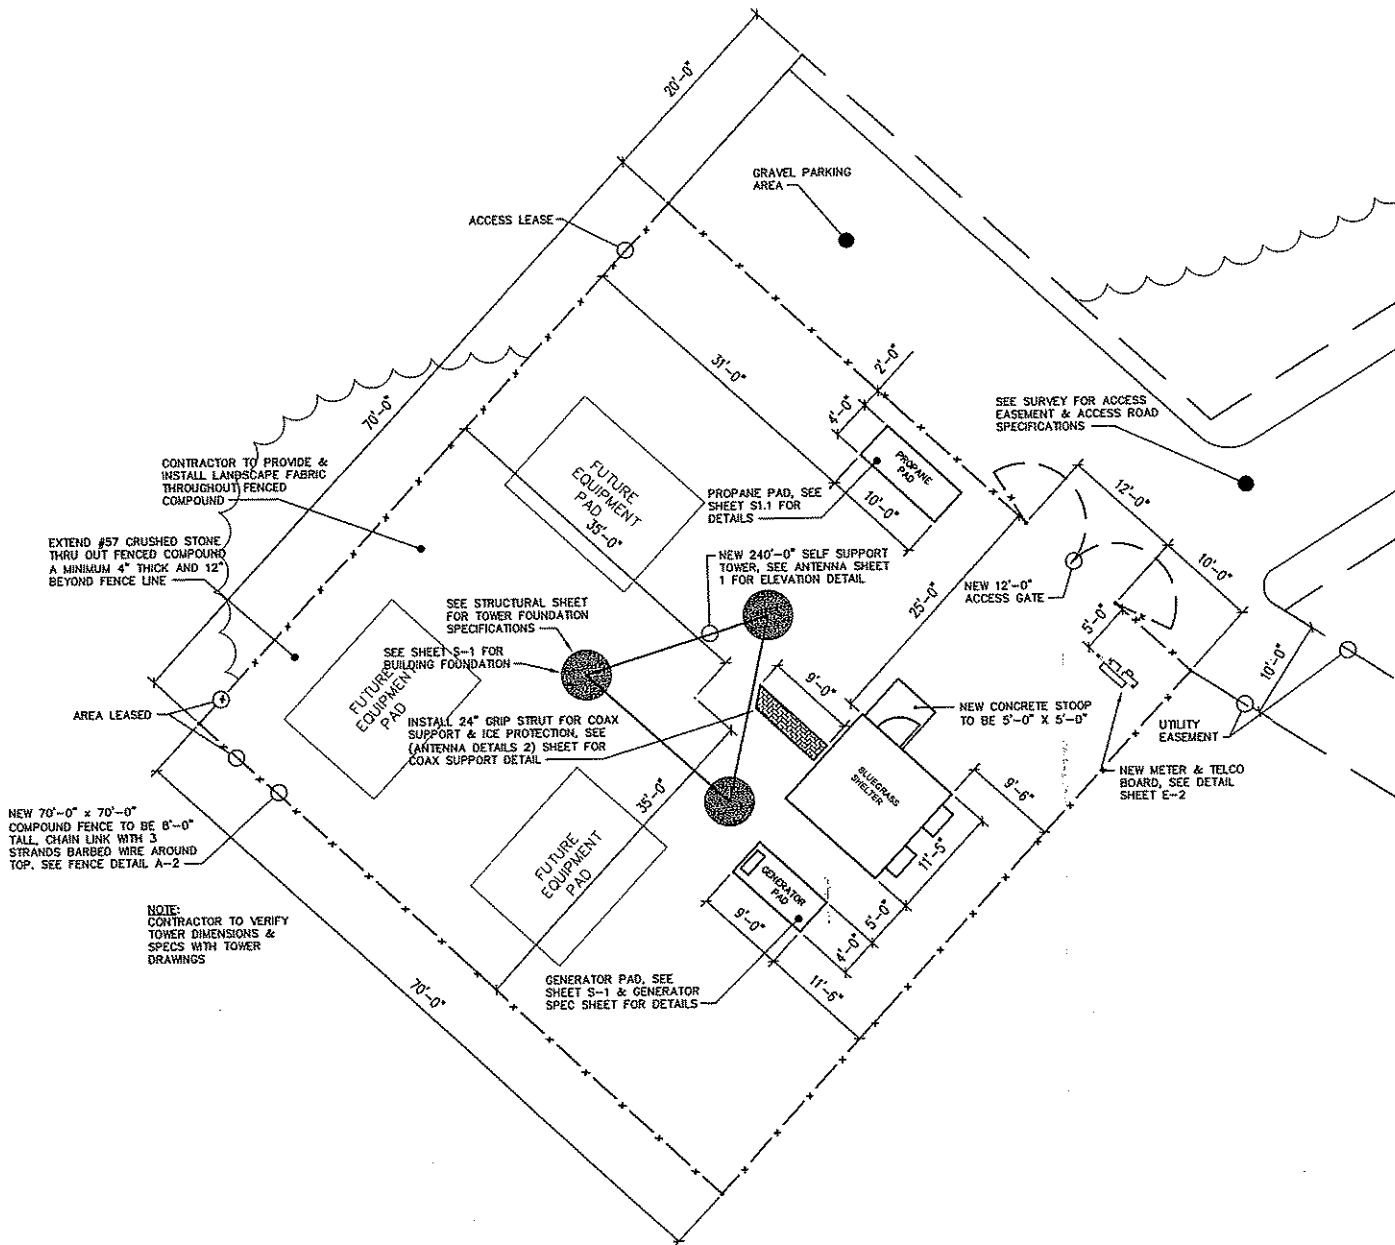 20'-0"
GRAVEL PARKING
AREA
ACCESS LEASE
70'-0"
31'-0"
2'-0"
4'-0"
SEE SURVEY FOR ACCESS
EASEMENT & ACCESS ROAD
SPECIFICATIONS
CONTRACTOR TO PROVIDE &
INSTALL LANDSCAPE FABRIC
THROUGHOUT FENCED
COMPOUND
FUTURE
EQUIPMENT
PAD
35'-0"
PROPANE
PAD
PROPANE PAD, SEE
SHEET S1.1 FOR
DETAILS
10'-0"
12'-0"
10'-0"
EXTEND #57 CRUSHED STONE
THRU OUT FENCED COMPOUND
A MINIMUM 4" THICK AND 12"
BEYOND FENCE LINE
NEW 240'-0" SELF SUPPORT
TOWER, SEE ANTENNA SHEET
1 FOR ELEVATION DETAIL
25'-0"
NEW 12'-0"
ACCESS GATE
5'-0"
10'-0"
SEE STRUCTURAL SHEET
FOR TOWER FOUNDATION
SPECIFICATIONS
SEE SHEET S-1 FOR
BUILDING FOUNDATION
FUTURE
EQUIPMENT
PAD
9'-0"
AREA LEASED
INSTALL 24" GRIP STRUT FOR COAX
SUPPORT & ICE PROTECTION, SEE
(ANTENNA DETAILS 2) SHEET FOR
COAX SUPPORT DETAIL
NEW CONCRETE STOOP
TO BE 5'-0" X 5'-0"
UTILITY
EASEMENT
BLUEGRASS
SHELTER
NEW METER & TELCO
BOARD, SEE DETAIL
SHEET E-2
35'-0"
9'-6"
NEW 70'-0" x 70'-0"
COMPOUND FENCE TO BE 8'-0"
TALL, CHAIN LINK WITH 3
STRANDS BARBED WIRE AROUND
TOP. SEE FENCE DETAIL A-2
FUTURE
EQUIPMENT
PAD
11'-5"
GENERATOR
PAD
9'-0"
5'-0"
4'-0"
11'-6"
NOTE:
CONTRACTOR TO VERIFY
TOWER DIMENSIONS &
SPECS WITH TOWER
DRAWINGS
70'-0"
GENERATOR PAD, SEE
SHEET S-1 & GENERATOR
SPEC SHEET FOR DETAILS